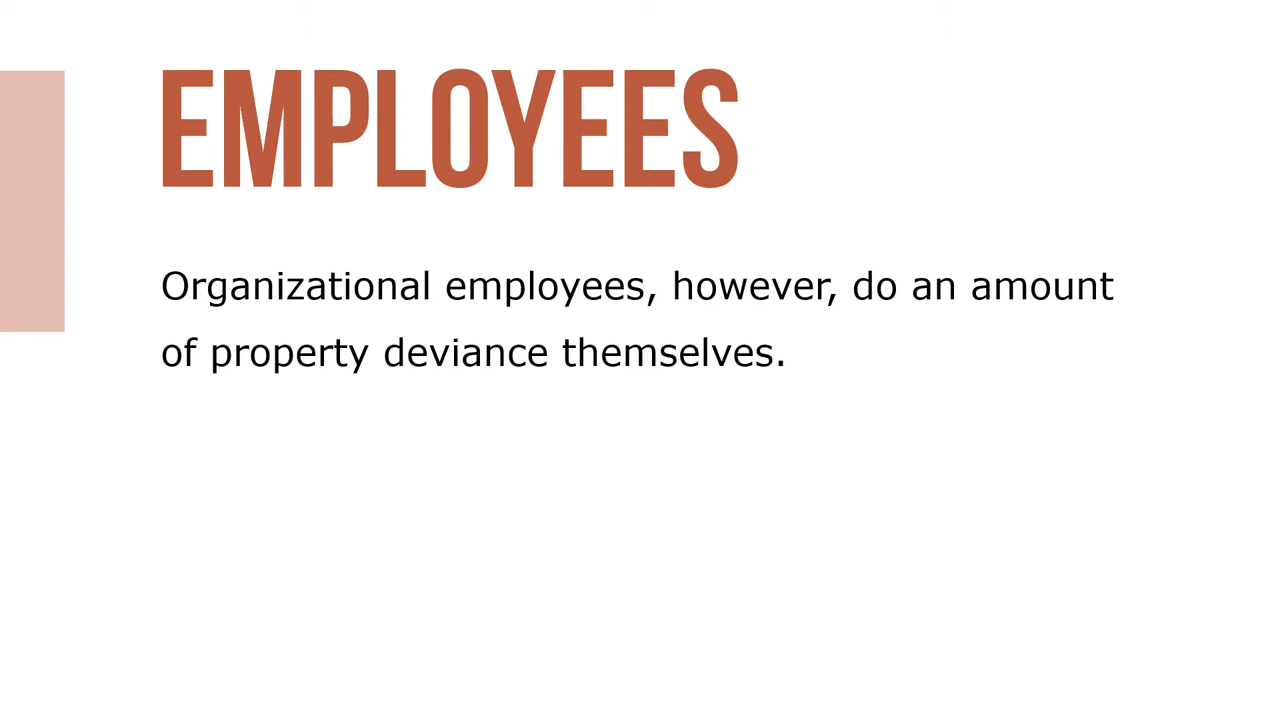 EMPLOYEES
Organizational employees, however, do an amount
of property deviance themselves.